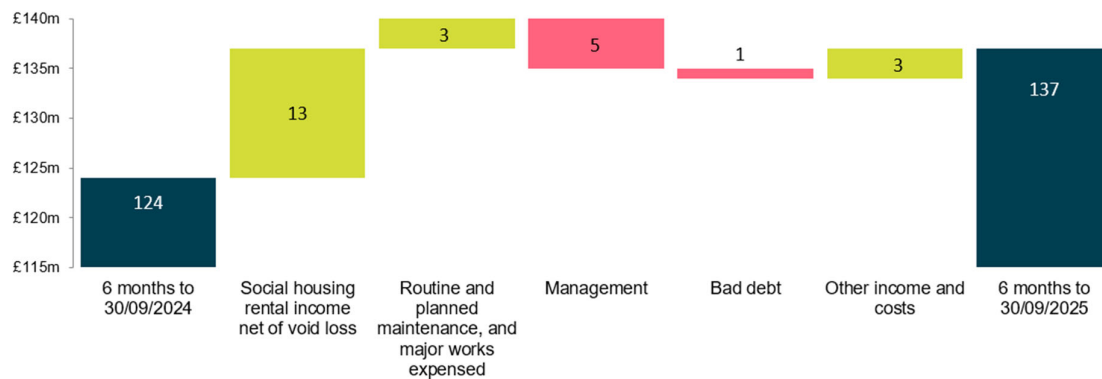 £140m
£135m
£130m
£125m
£120m
£115m
124
13
3
5
1
3
137
6 months to
30/09/2024
Social housing
rental income
net of void loss
Routine and
planned
maintenance, and
major works
expensed
Management
Bad debt
Other income and
costs
6 months to
30/09/2025